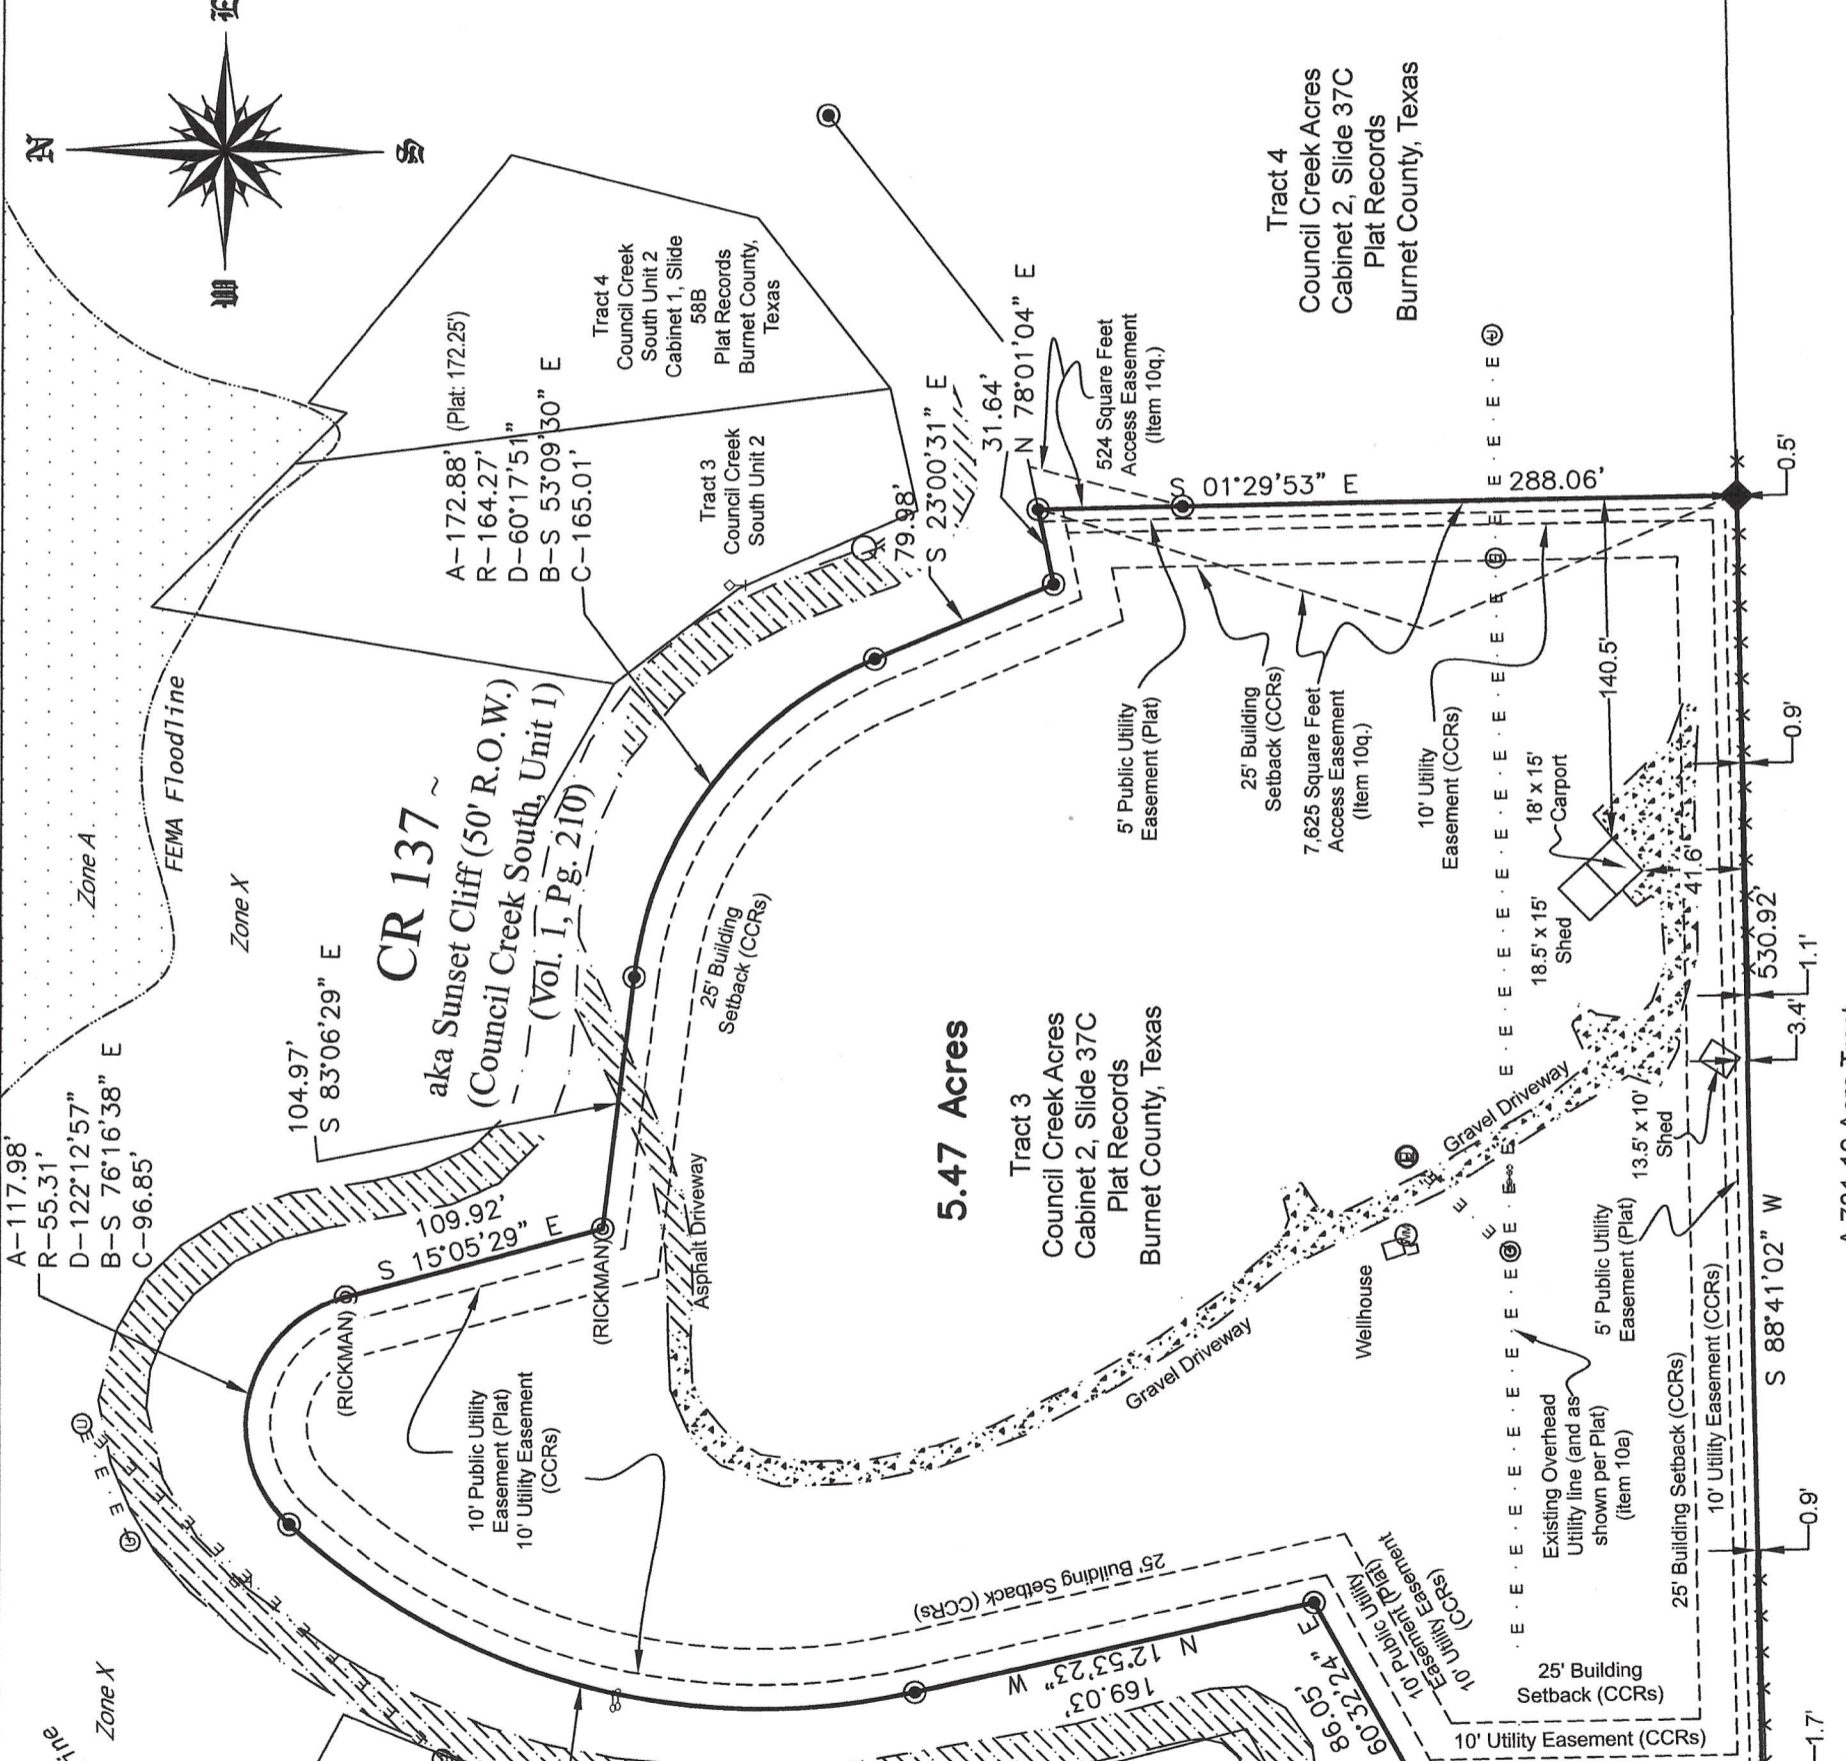 N
E
S
W
Zone A
FEMA Floodline
Zone X
A-117.98'
R-55.31'
D-122°12'57"
B-S 76°16'38" E
C-96.85'
104.97'
S 83°06'29" E
CR 137 ~
aka Sunset Cliff (50' R.O.W.)
(Council Creek South, Unit 1)
(Vol. 1, Pg. 210)
A-172.88' (Plat: 172.25')
R-164.27'
D-60°17'51"
B-S 53°09'30" E
C-165.01'
Tract 4
Council Creek
South Unit 2
Cabinet 1, Slide
58B
Plat Records
Burnet County,
Texas
Tract 3
Council Creek
South Unit 2
79.98'
S 23°00'31" E
31.64'
N 78°01'04" E
524 Square Feet
Access Easement
(Item 10q.)
Tract 4
Council Creek Acres
Cabinet 2, Slide 37C
Plat Records
Burnet County, Texas
S 01°29'53" E 288.06'
0.5'
109.92'
S 15°05'29" E
(RICKMAN)
(RICKMAN)
10' Public Utility
Easement (Plat)
10' Utility Easement
(CCRs)
Asphalt Driveway
25' Building
Setback (CCRs)
5.47 Acres
Tract 3
Council Creek Acres
Cabinet 2, Slide 37C
Plat Records
Burnet County, Texas
5' Public Utility
Easement (Plat)
25' Building
Setback (CCRs)
7,625 Square Feet
Access Easement
(Item 10q.)
10' Utility
Easement (CCRs)
140.5'
18' x 15'
Carport
18.5' x 15'
Shed
41.6'
0.9'
530.92'
1.1'
3.4'
Gravel Driveway
Gravel Driveway
13.5' x 10'
Shed
Wellhouse
5' Public Utility
Easement (Plat)
10' Utility Easement (CCRs)
25' Building Setback (CCRs)
Existing Overhead
Utility line (and as
shown per Plat)
(item 10a)
S 88°41'02" W
0.9'
25' Building Setback (CCRs)
N 12°53'23" W
169.03'
86.05'
60°32'24" E
10' Public Utility
Easement (Plat)
10' Utility Easement
(CCRs)
25' Building
Setback (CCRs)
10' Utility Easement (CCRs)
1.7'
Zone X